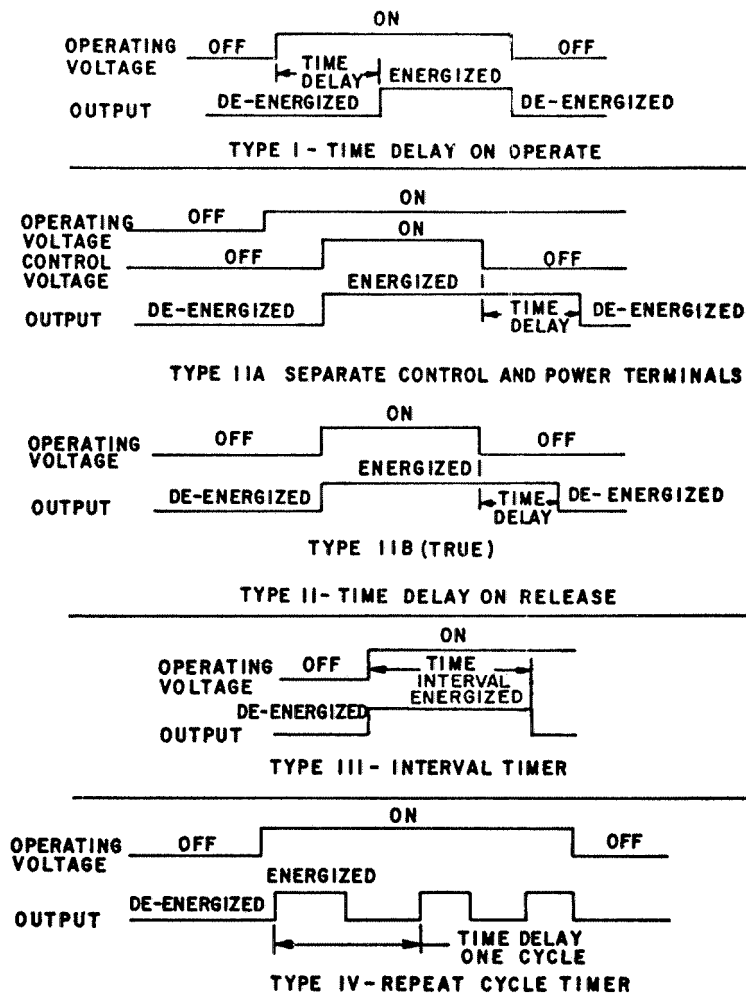 ON
OPERATING VOLTAGE
OFF
OFF
TIME DELAY
ENERGIZED
DE-ENERGIZED
DE-ENERGIZED
OUTPUT
TYPE I - TIME DELAY ON OPERATE
ON
OPERATING VOLTAGE
OFF
ON
CONTROL VOLTAGE
OFF
OFF
ENERGIZED
OUTPUT
DE-ENERGIZED
TIME DELAY
DE-ENERGIZED
TYPE IIA SEPARATE CONTROL AND POWER TERMINALS
ON
OPERATING VOLTAGE
OFF
OFF
ENERGIZED
OUTPUT
DE-ENERGIZED
TIME DELAY
DE-ENERGIZED
TYPE IIB (TRUE)
TYPE II - TIME DELAY ON RELEASE
ON
OPERATING VOLTAGE
OFF
TIME
INTERVAL
ENERGIZED
DE-ENERGIZED
OUTPUT
TYPE III - INTERVAL TIMER
ON
OPERATING VOLTAGE
OFF
OFF
ENERGIZED
OUTPUT
DE-ENERGIZED
TIME DELAY
ONE CYCLE
TYPE IV - REPEAT CYCLE TIMER